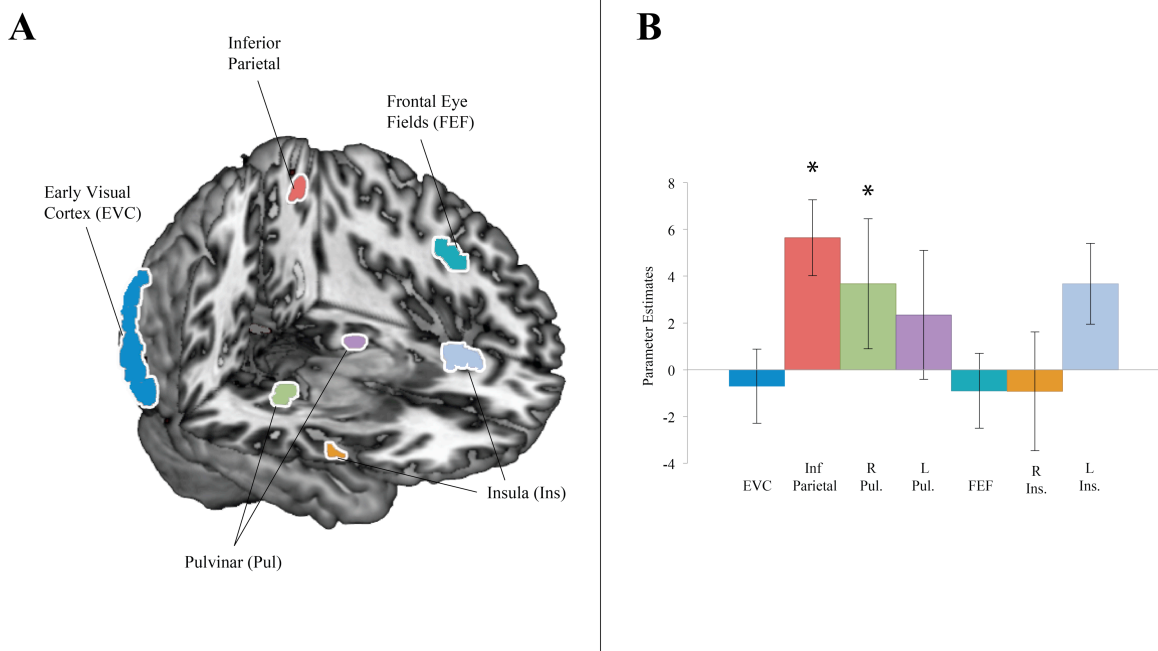 A
Inferior
Parietal
Frontal Eye
Fields (FEF)
Early Visual
Cortex (EVC)
Insula (Ins)
Pulvinar (Pul)
B
*
*
8
6
4
2
0
-2
-4
Parameter Estimates
EVC
Inf
Parietal
R
Pul.
L
Pul.
FEF
R
Ins.
L
Ins.